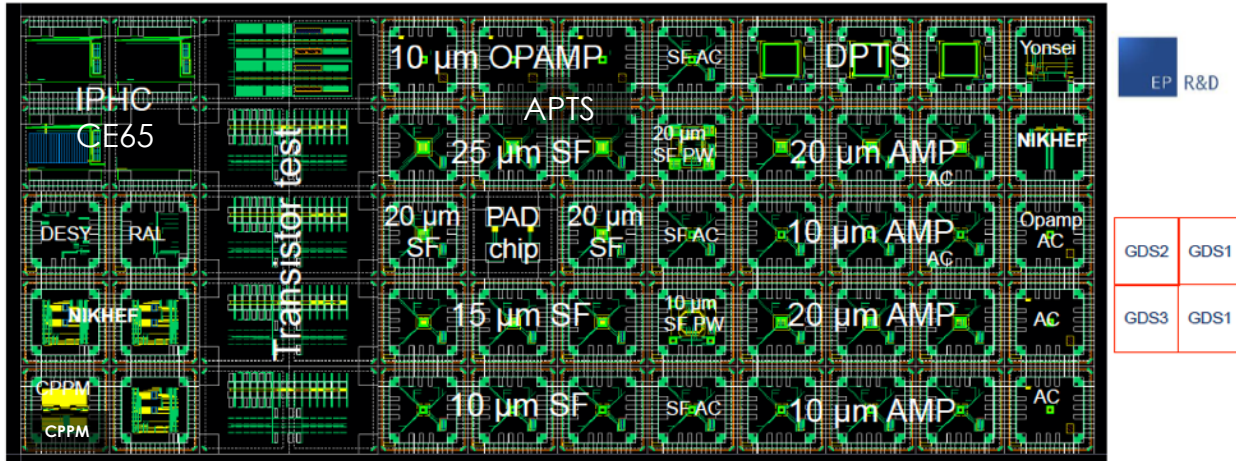 10 µm OPAMP
SF AC
DPTS
Yonsei
EP R&D
IPHC
CE65
APTS
Transistor test
25 µm SF
20 µm
SF PW
20 µm AMP
AC
NIKHEF
DESY
RAL
20 µm
SF
PAD
chip
20 µm
SF
SF AC
10 µm AMP
AC
Opamp
AC
GDS2
GDS1
NIKHEF
15 µm SF
10 µm
SF PW
20 µm AMP
AC
GDS3
GDS1
CPPM
CPPM
10 µm SF
SF AC
10 µm AMP
AC